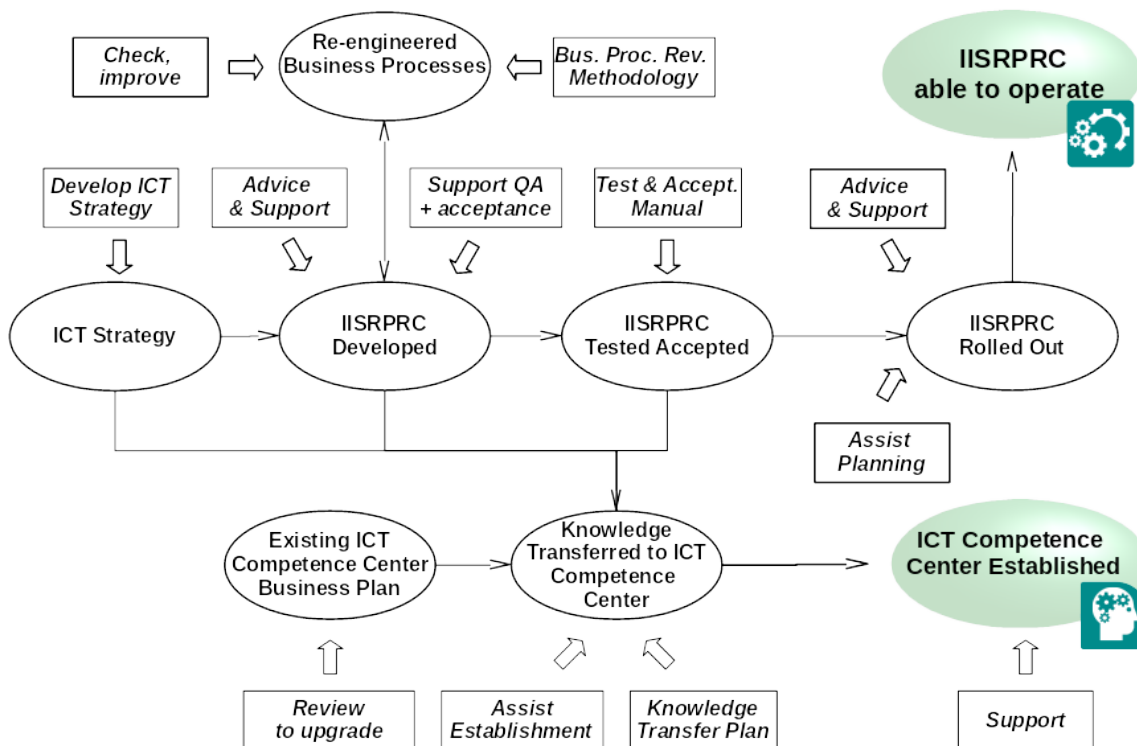 Check,
improve
Re-engineered
Business Processes
Bus. Proc. Rev.
Methodology
IISRPRC
able to operate
Develop ICT
Strategy
Advice
& Support
Support QA
+ acceptance
Test & Accept.
Manual
Advice
& Support
ICT Strategy
IISRPRC
Developed
IISRPRC
Tested Accepted
IISRPRC
Rolled Out
Assist
Planning
Existing ICT
Competence Center
Business Plan
Knowledge
Transferred to ICT
Competence
Center
ICT Competence
Center Established
Review
to upgrade
Assist
Establishment
Knowledge
Transfer Plan
Support